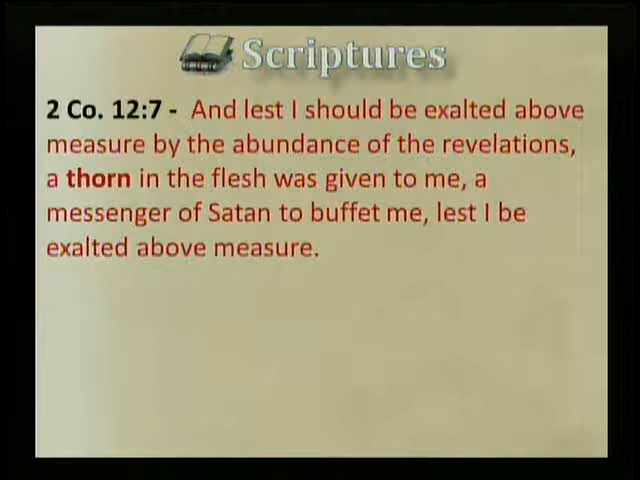 Scriptures
2 Co. 12:7 - And lest I should be exalted above
measure by the abundance of the revelations,
a thorn in the flesh was given to me, a
messenger of Satan to buffet me, lest I be
exalted above measure.